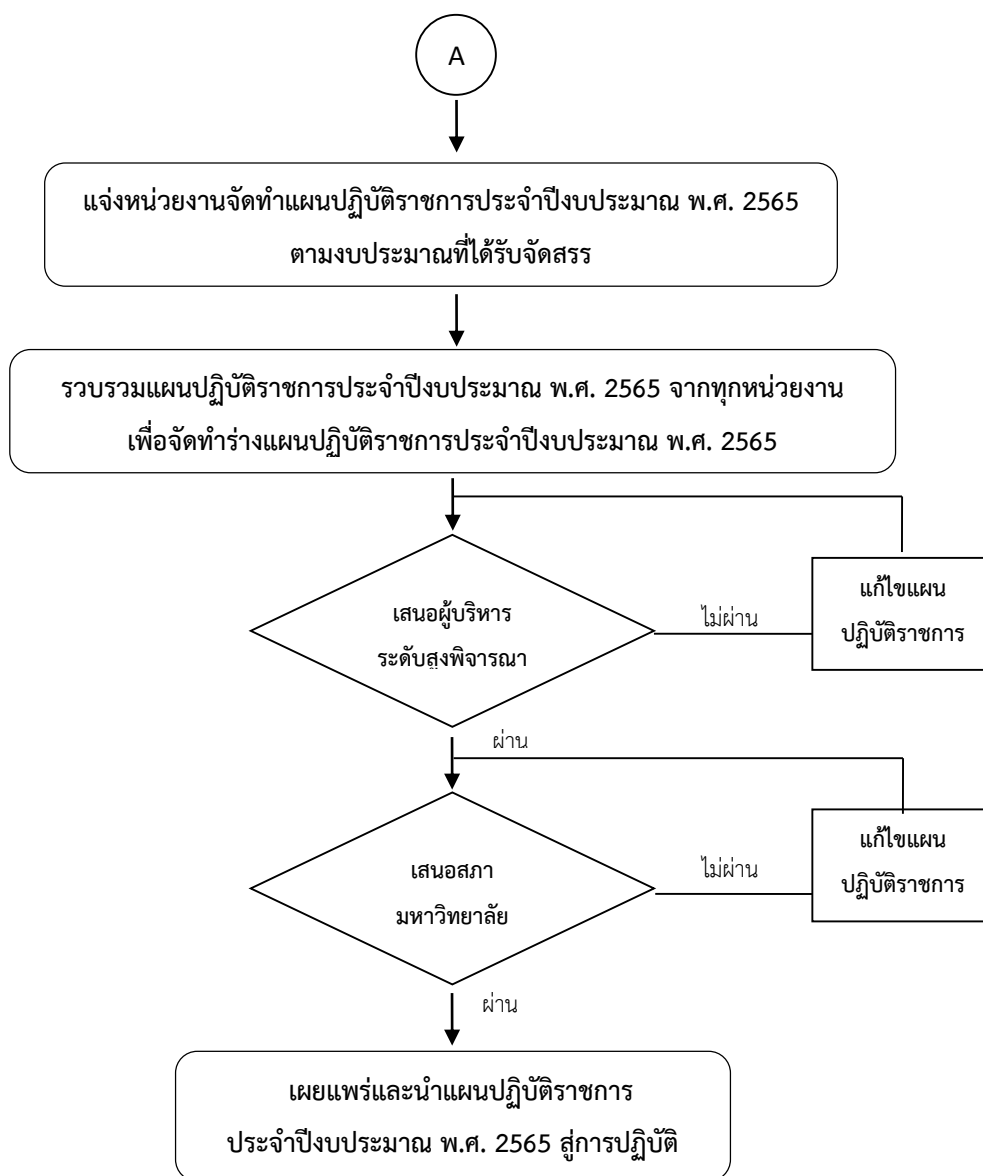 A
แจ่งหน่วยงานจัดทำแผนปฏิบัติราชการประจำปีงบประมาณ พ.ศ. 2565
ตามงบประมาณที่ได้รับจัดสรร
รวบรวมแผนปฏิบัติราชการประจำปีงบประมาณ พ.ศ. 2565 จากทุกหน่วยงาน
เพื่อจัดทำร่างแผนปฏิบัติราชการประจำปีงบประมาณ พ.ศ. 2565
เสนอผู้บริหาร
ระดับสูงพิจารณา
ไม่ผ่าน
แก้ไขแผน
ปฏิบัติราชการ
ผ่าน
เสนอสภา
มหาวิทยาลัย
ไม่ผ่าน
แก้ไขแผน
ปฏิบัติราชการ
ผ่าน
เผยแพร่และนำแผนปฏิบัติราชการ
ประจำปีงบประมาณ พ.ศ. 2565 สู่การปฏิบัติ